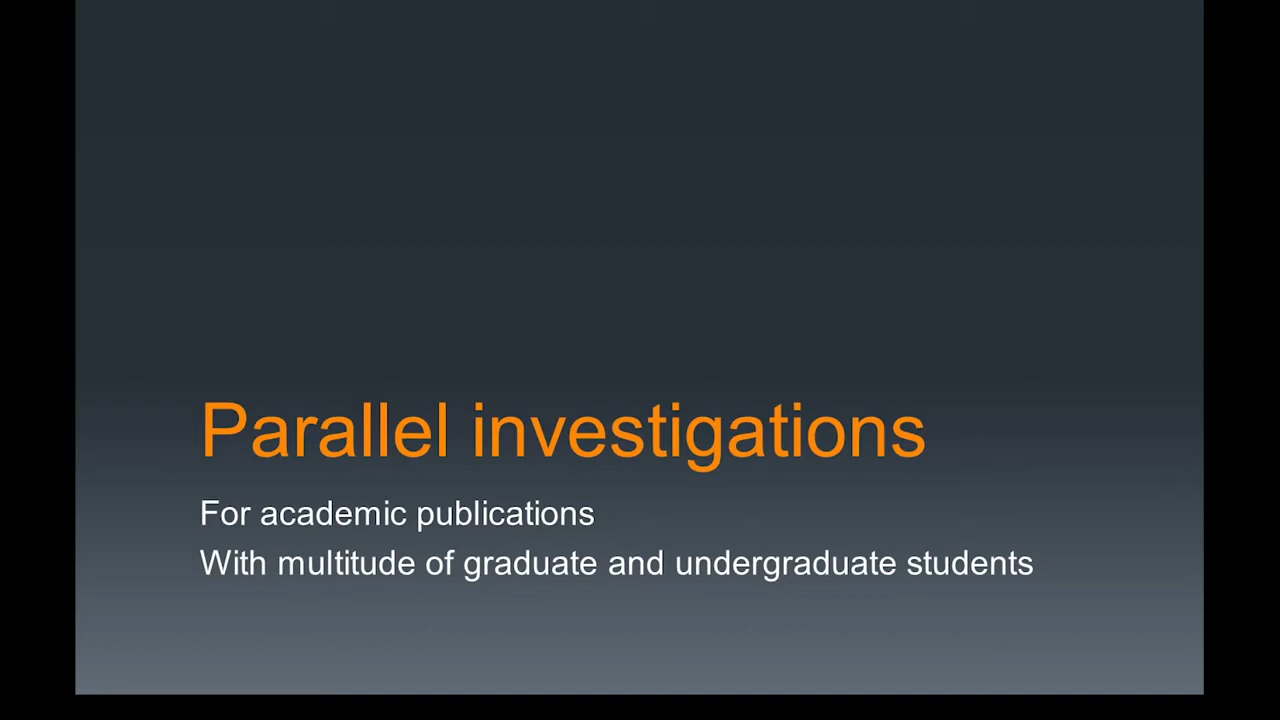 Parallel investigations
For academic publications
With multitude of graduate and undergraduate students